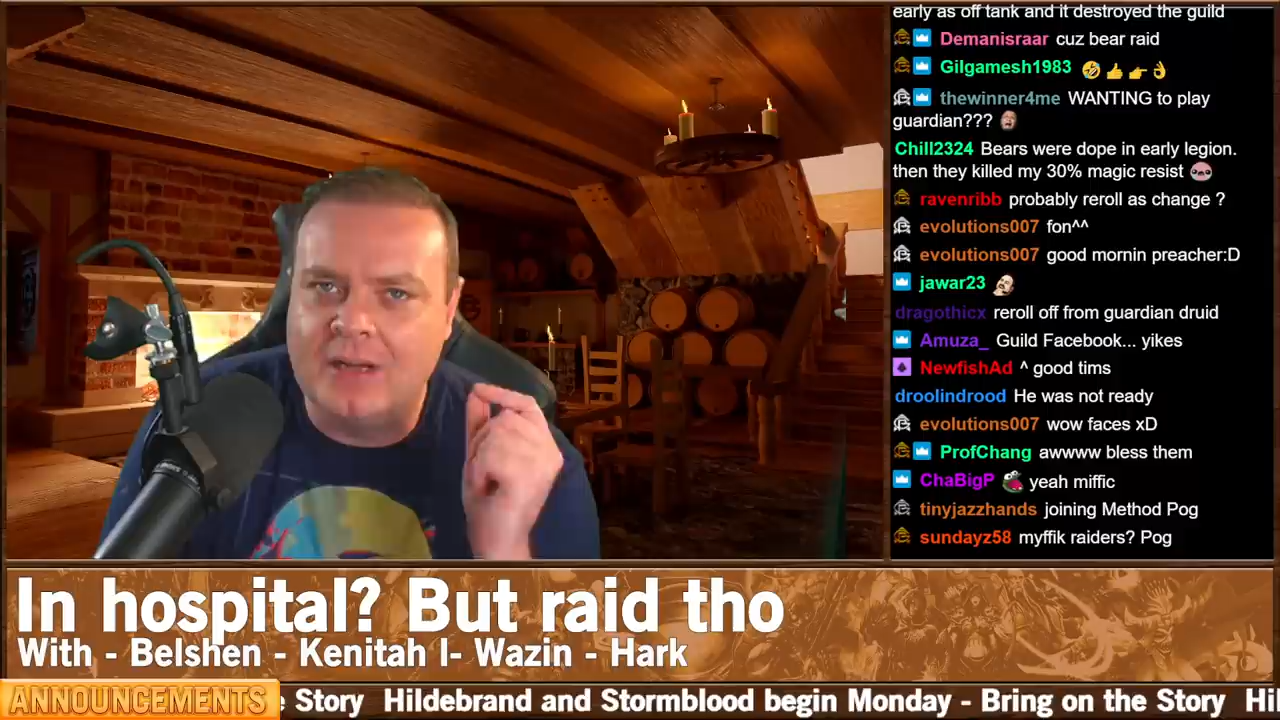 early as off tank and it destroyed the guild
Demanisraar cuz bear raid
Gilgamesh1983
thewinner4me WANTING to play
guardian???
Chill2324 Bears were dope in early legion.
then they killed my 30% magic resist
ravenribb probably reroll as change ?
evolutions007 fon^^
evolutions007 good mornin preacher:D
jawar23
dragothicx reroll off from guardian druid
Amuza_ Guild Facebook... yikes
NewfishAd ^ good tims
droolindrood He was not ready
evolutions007 wow faces xD
ProfChang awwww bless them
ChaBigP yeah miffic
tinyjazzhands joining Method Pog
sundayz58 myffik raiders? Pog
In hospital? But raid tho
With - Belshen - Kenitah I- Wazin - Hark
ANNOUNCEMENTS e Story Hildebrand and Stormblood begin Monday - Bring on the Story Hil